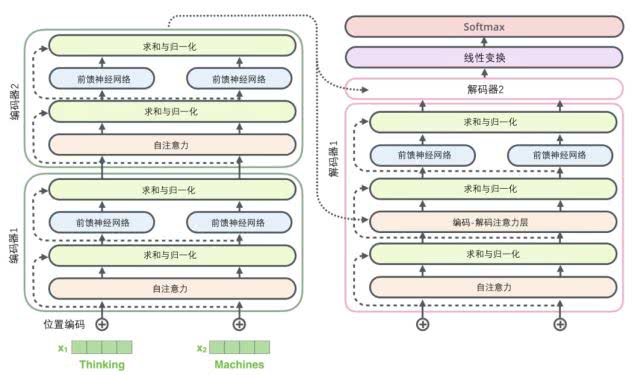 编码器2
求和与归一化
前馈神经网络 前馈神经网络
求和与归一化
自注意力
编码器1
求和与归一化
前馈神经网络 前馈神经网络
求和与归一化
自注意力
位置编码
x₁ x₂
Thinking Machines
Softmax
线性变换
解码器2
解码器1
求和与归一化
前馈神经网络 前馈神经网络
求和与归一化
编码-解码注意力层
求和与归一化
自注意力